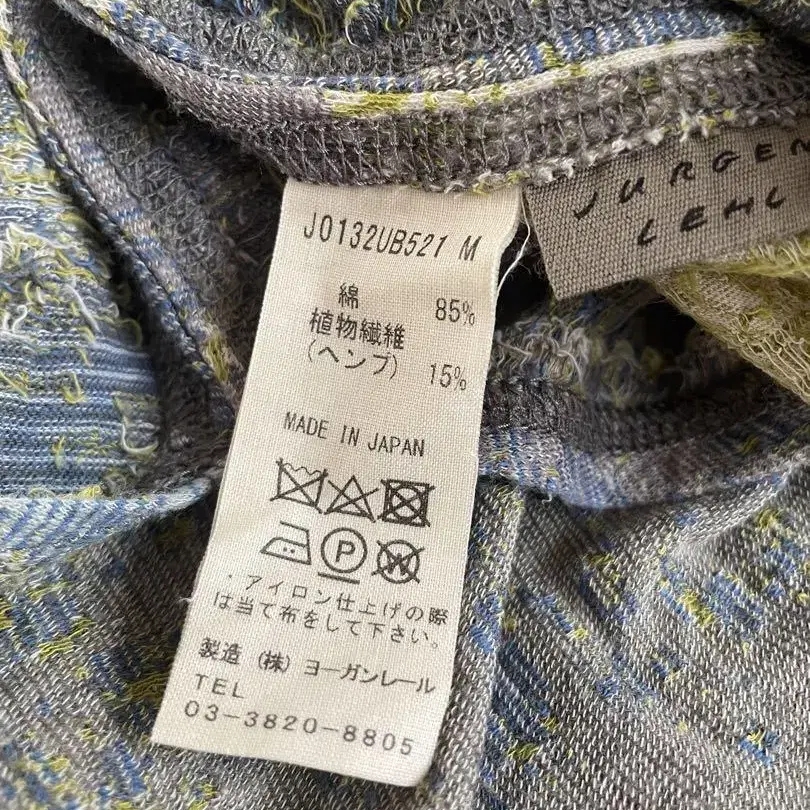 JURGEN
LEHL
J0132UB521 M
綿 85%
植物繊維
(ヘンプ) 15%
MADE IN JAPAN
P
W
・アイロン仕上げの際
は当て布をして下さい。
製造 (株) ヨーガンレール
TEL
03-3820-8805